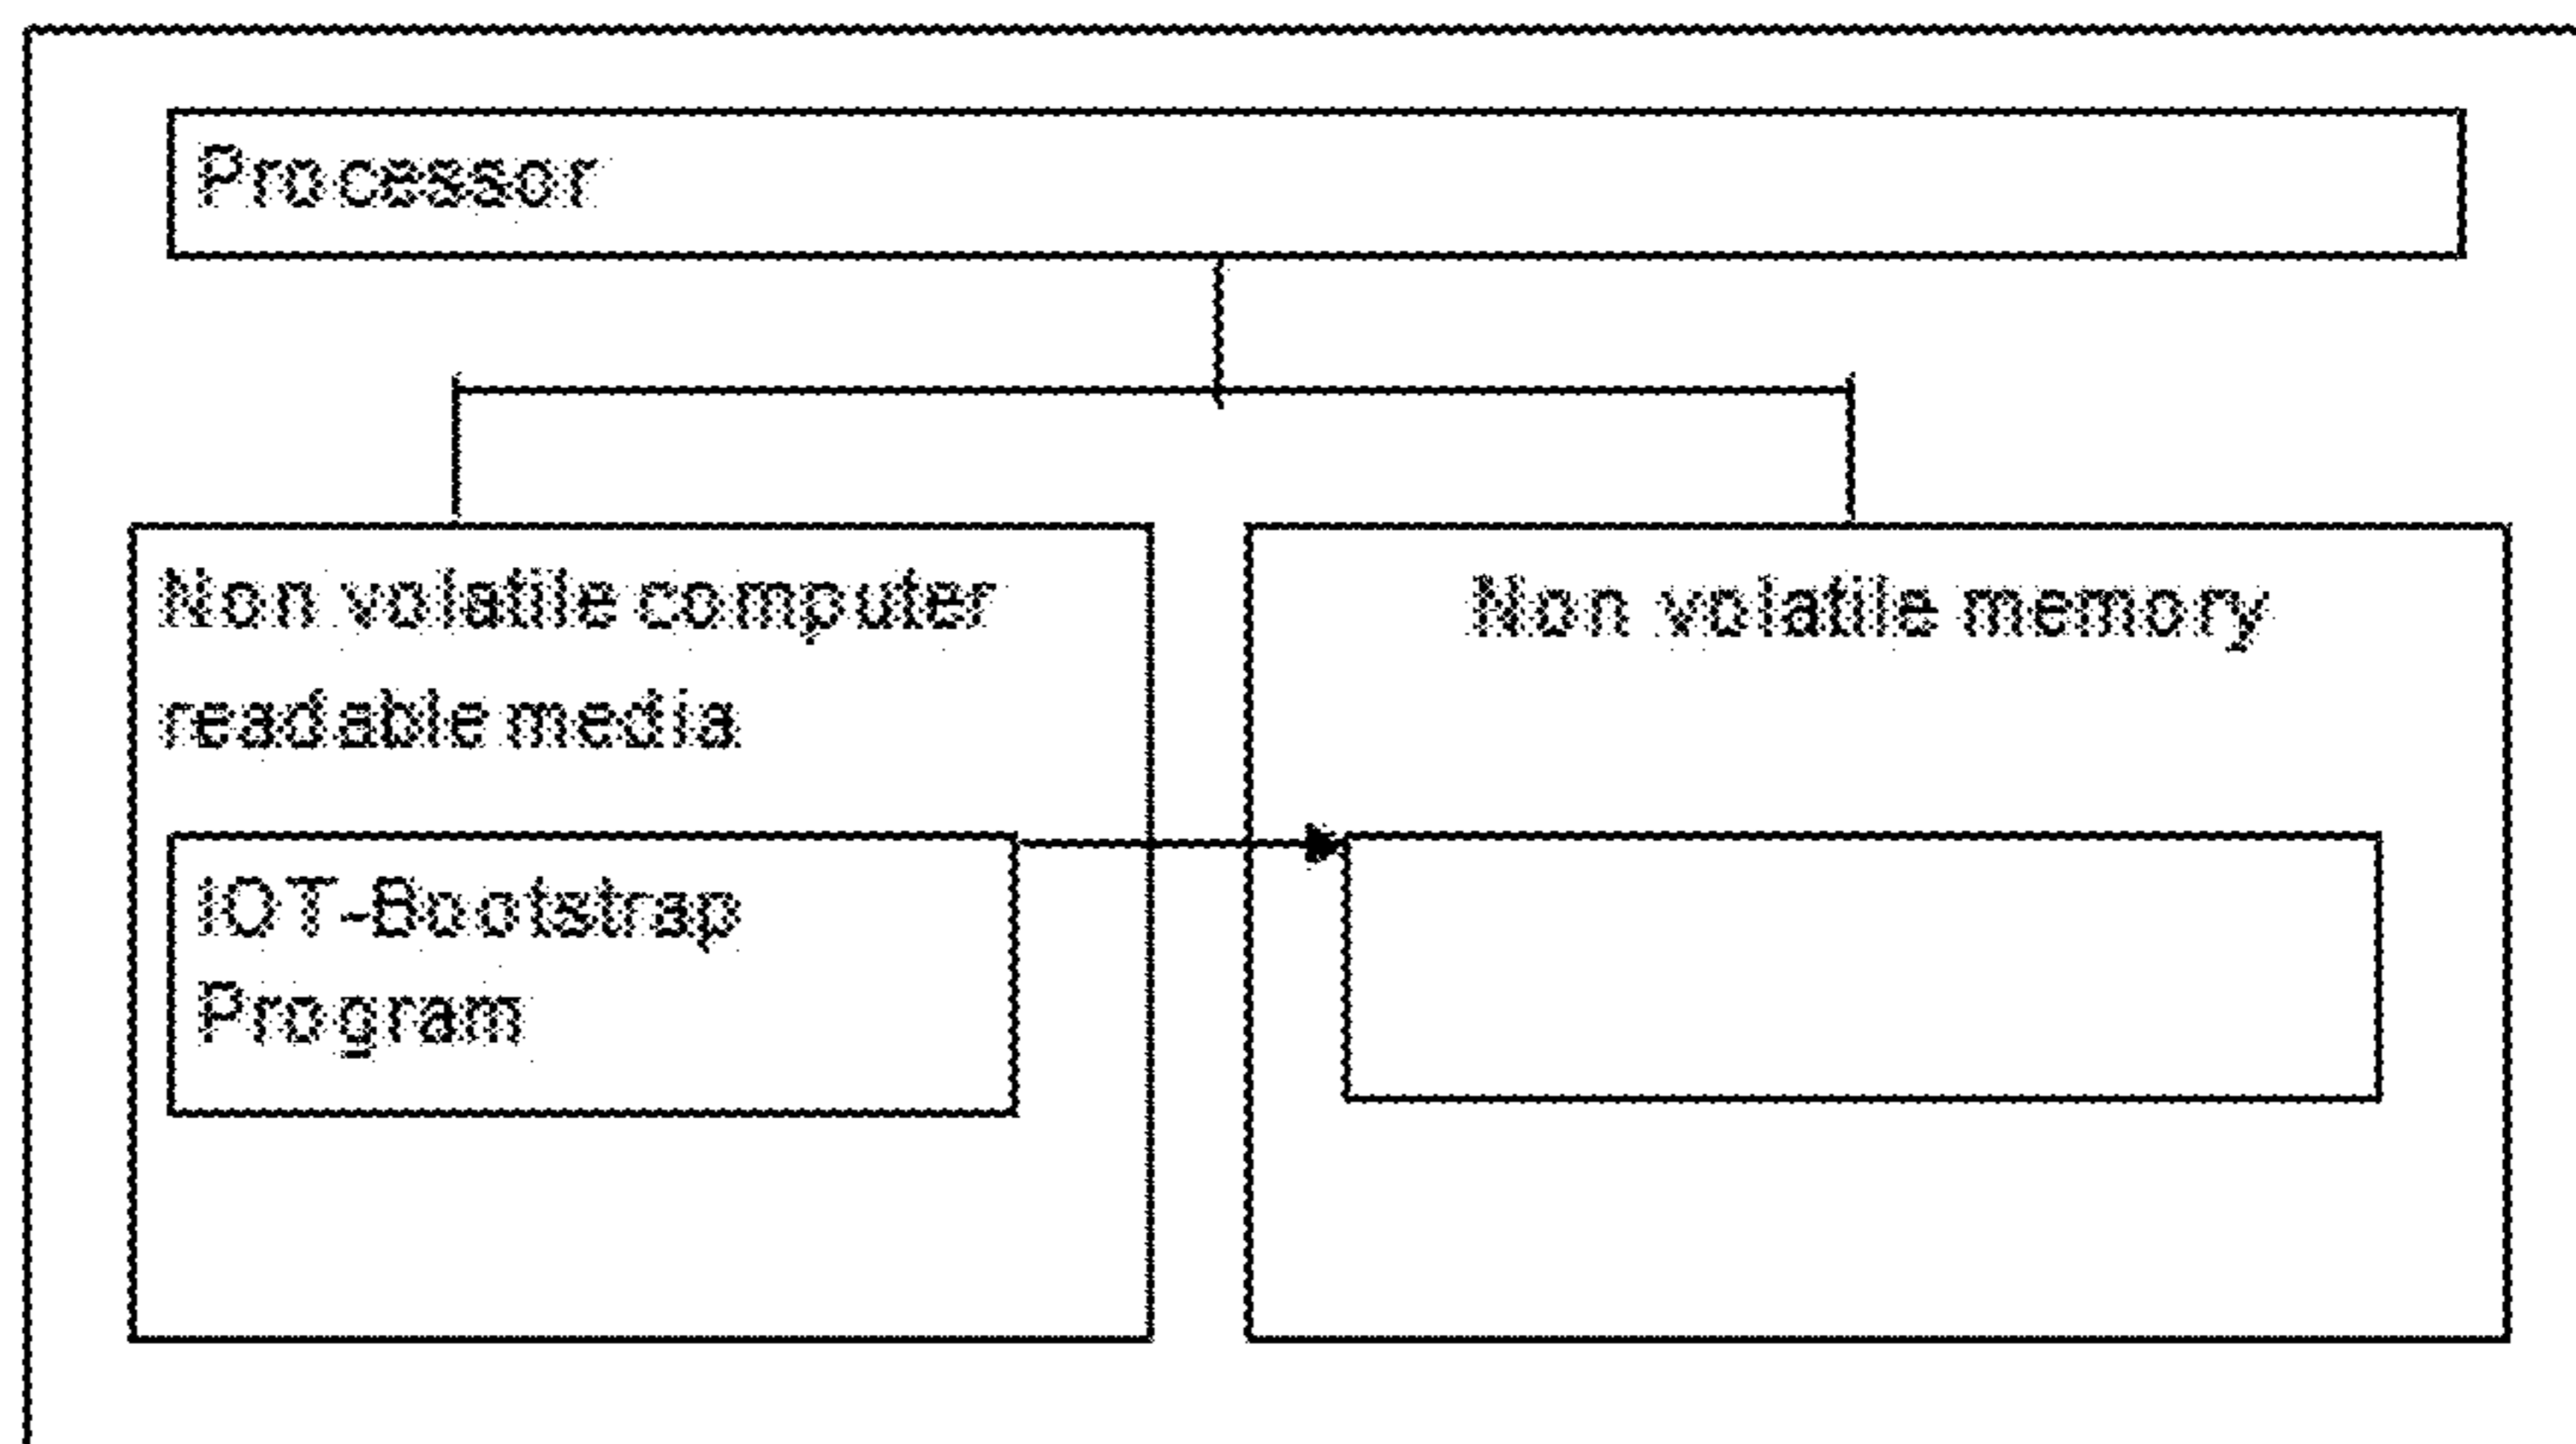 Processor
Non volatile computer
readable media
Non volatile memory
IOT-Bootstrap
Program